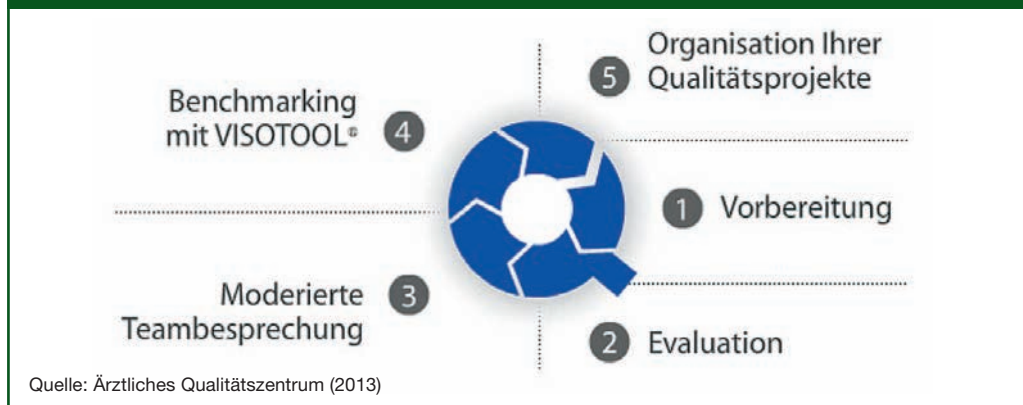 5 Organisation Ihrer
Qualitätsprojekte
Benchmarking
mit VISOTOOL® 4
1 Vorbereitung
Moderierte 3
Teambesprechung
2 Evaluation
Quelle: Ärztliches Qualitätszentrum (2013)